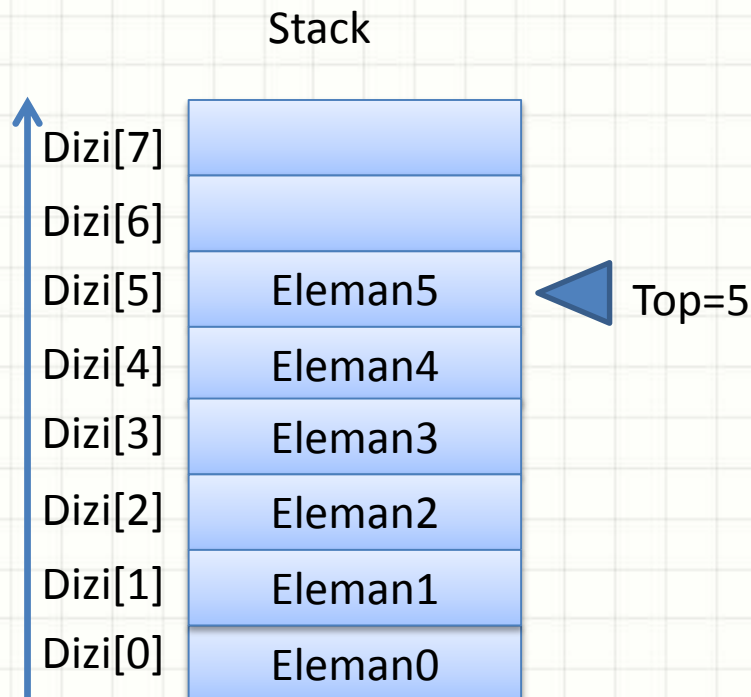 Stack
Dizi[7]
Dizi[6]
Dizi[5] Eleman5 Top=5
Dizi[4] Eleman4
Dizi[3] Eleman3
Dizi[2] Eleman2
Dizi[1] Eleman1
Dizi[0] Eleman0